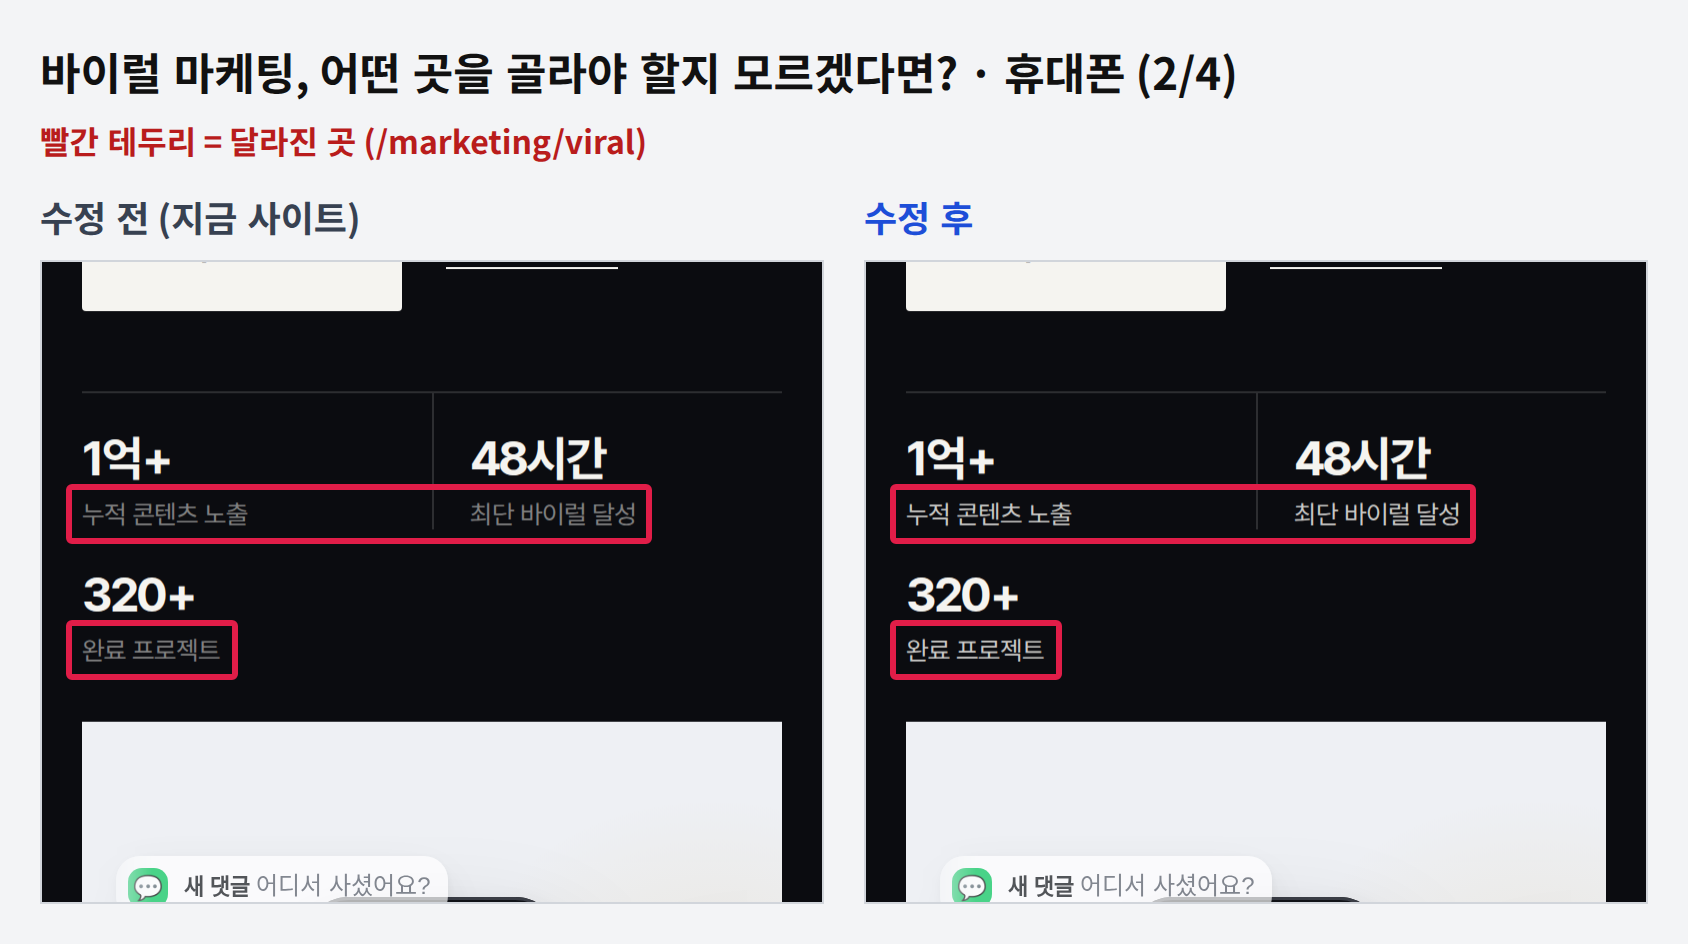 바이럴 마케팅, 어떤 곳을 골라야 할지 모르겠다면? · 휴대폰 (2/4)
빨간 테두리 = 달라진 곳 (/marketing/viral)
수정 전 (지금 사이트)
1억+
48시간
누적 콘텐츠 노출
최단 바이럴 달성
320+
완료 프로젝트
새 댓글 어디서 사셨어요?
수정 후
1억+
48시간
누적 콘텐츠 노출
최단 바이럴 달성
320+
완료 프로젝트
새 댓글 어디서 사셨어요?